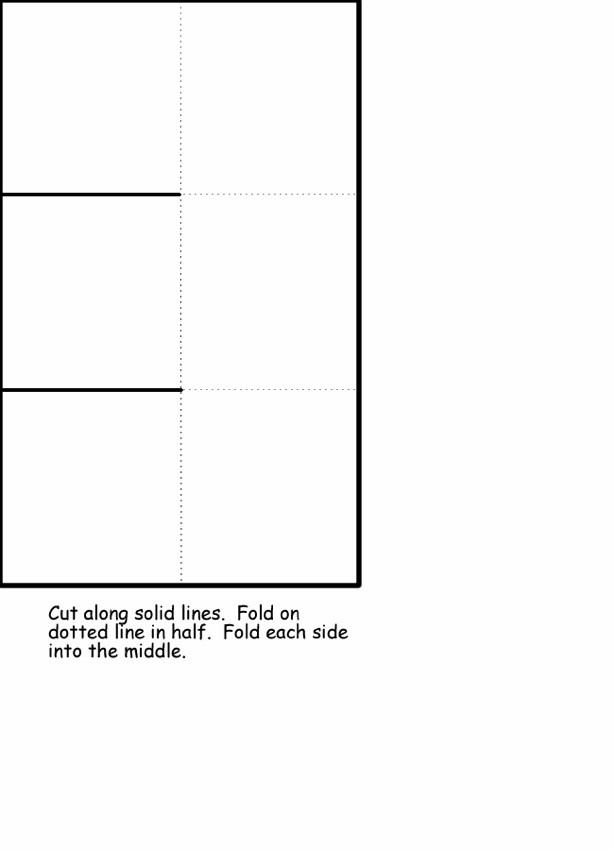 Cut along solid lines.  Fold on
dotted line in half.  Fold each side
into the middle.